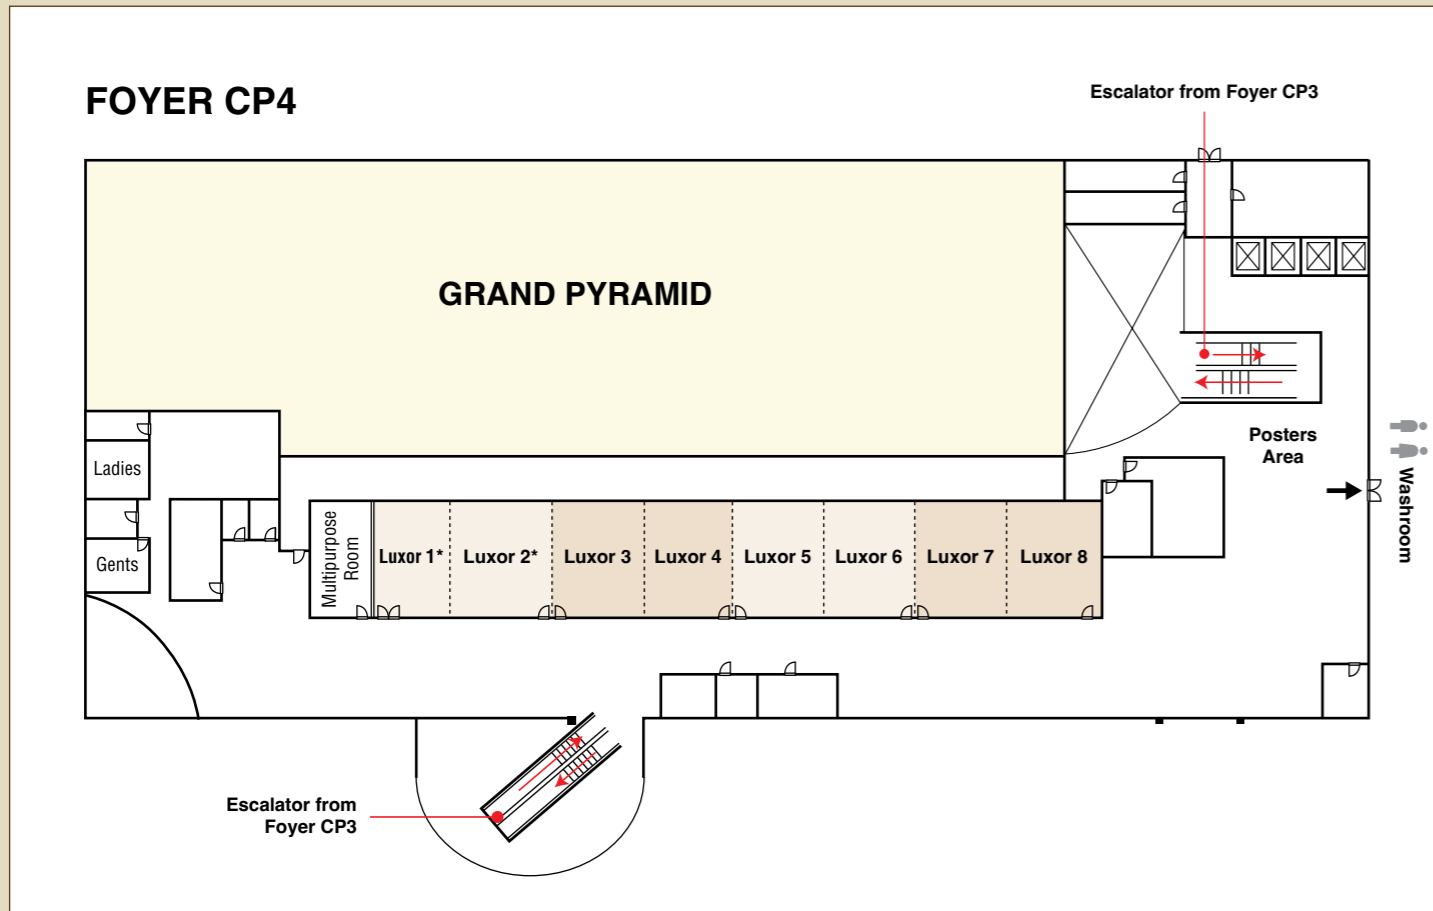 FOYER CP4
Escalator from Foyer CP3
GRAND PYRAMID
Posters
Area
Washroom
Ladies
Gents
Multipurpose
Room
Luxor 1*
Luxor 2*
Luxor 3
Luxor 4
Luxor 5
Luxor 6
Luxor 7
Luxor 8
Escalator from
Foyer CP3